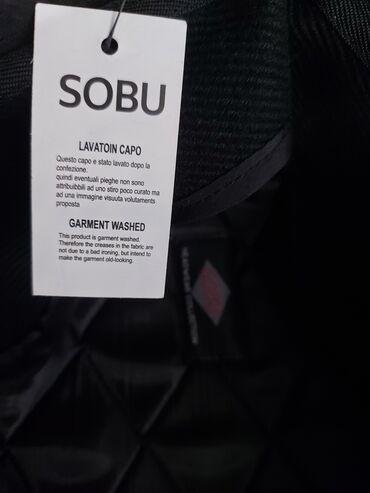 SOBU
LAVATOIN CAPO
Questo capo e stato lavato dopo la
confezione.
quindi eventuali pieghe non sono
attribuibbili ad uno stiro poco curato ma
ad una immagine visuuta volutaments
proposta
GARMENT WASHED
This product is garment washed.
Therefore the creases in the fabric are
not due to a bad ironing, but intend to
make the garment old-looking.